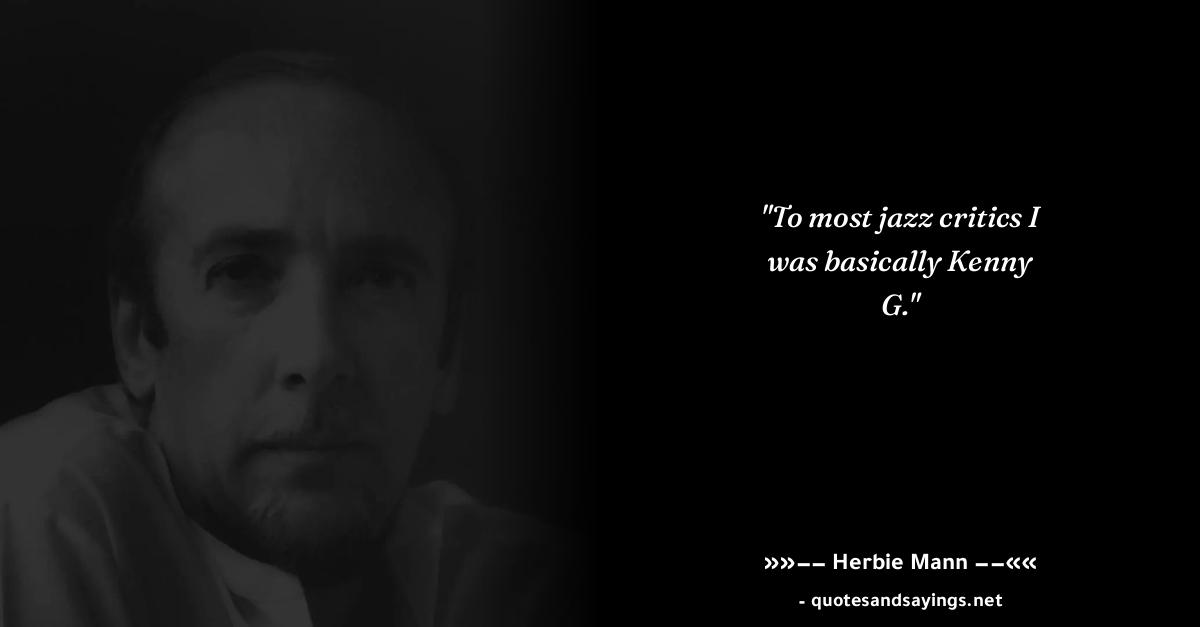 "To most jazz critics I
was basically Kenny
G."
»»−− Herbie Mann −−««
- quotesandsayings.net